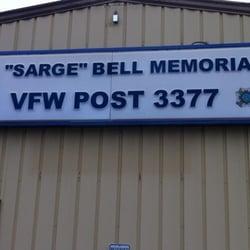 "SARGE" BELL MEMORIA
VFW POST 3377